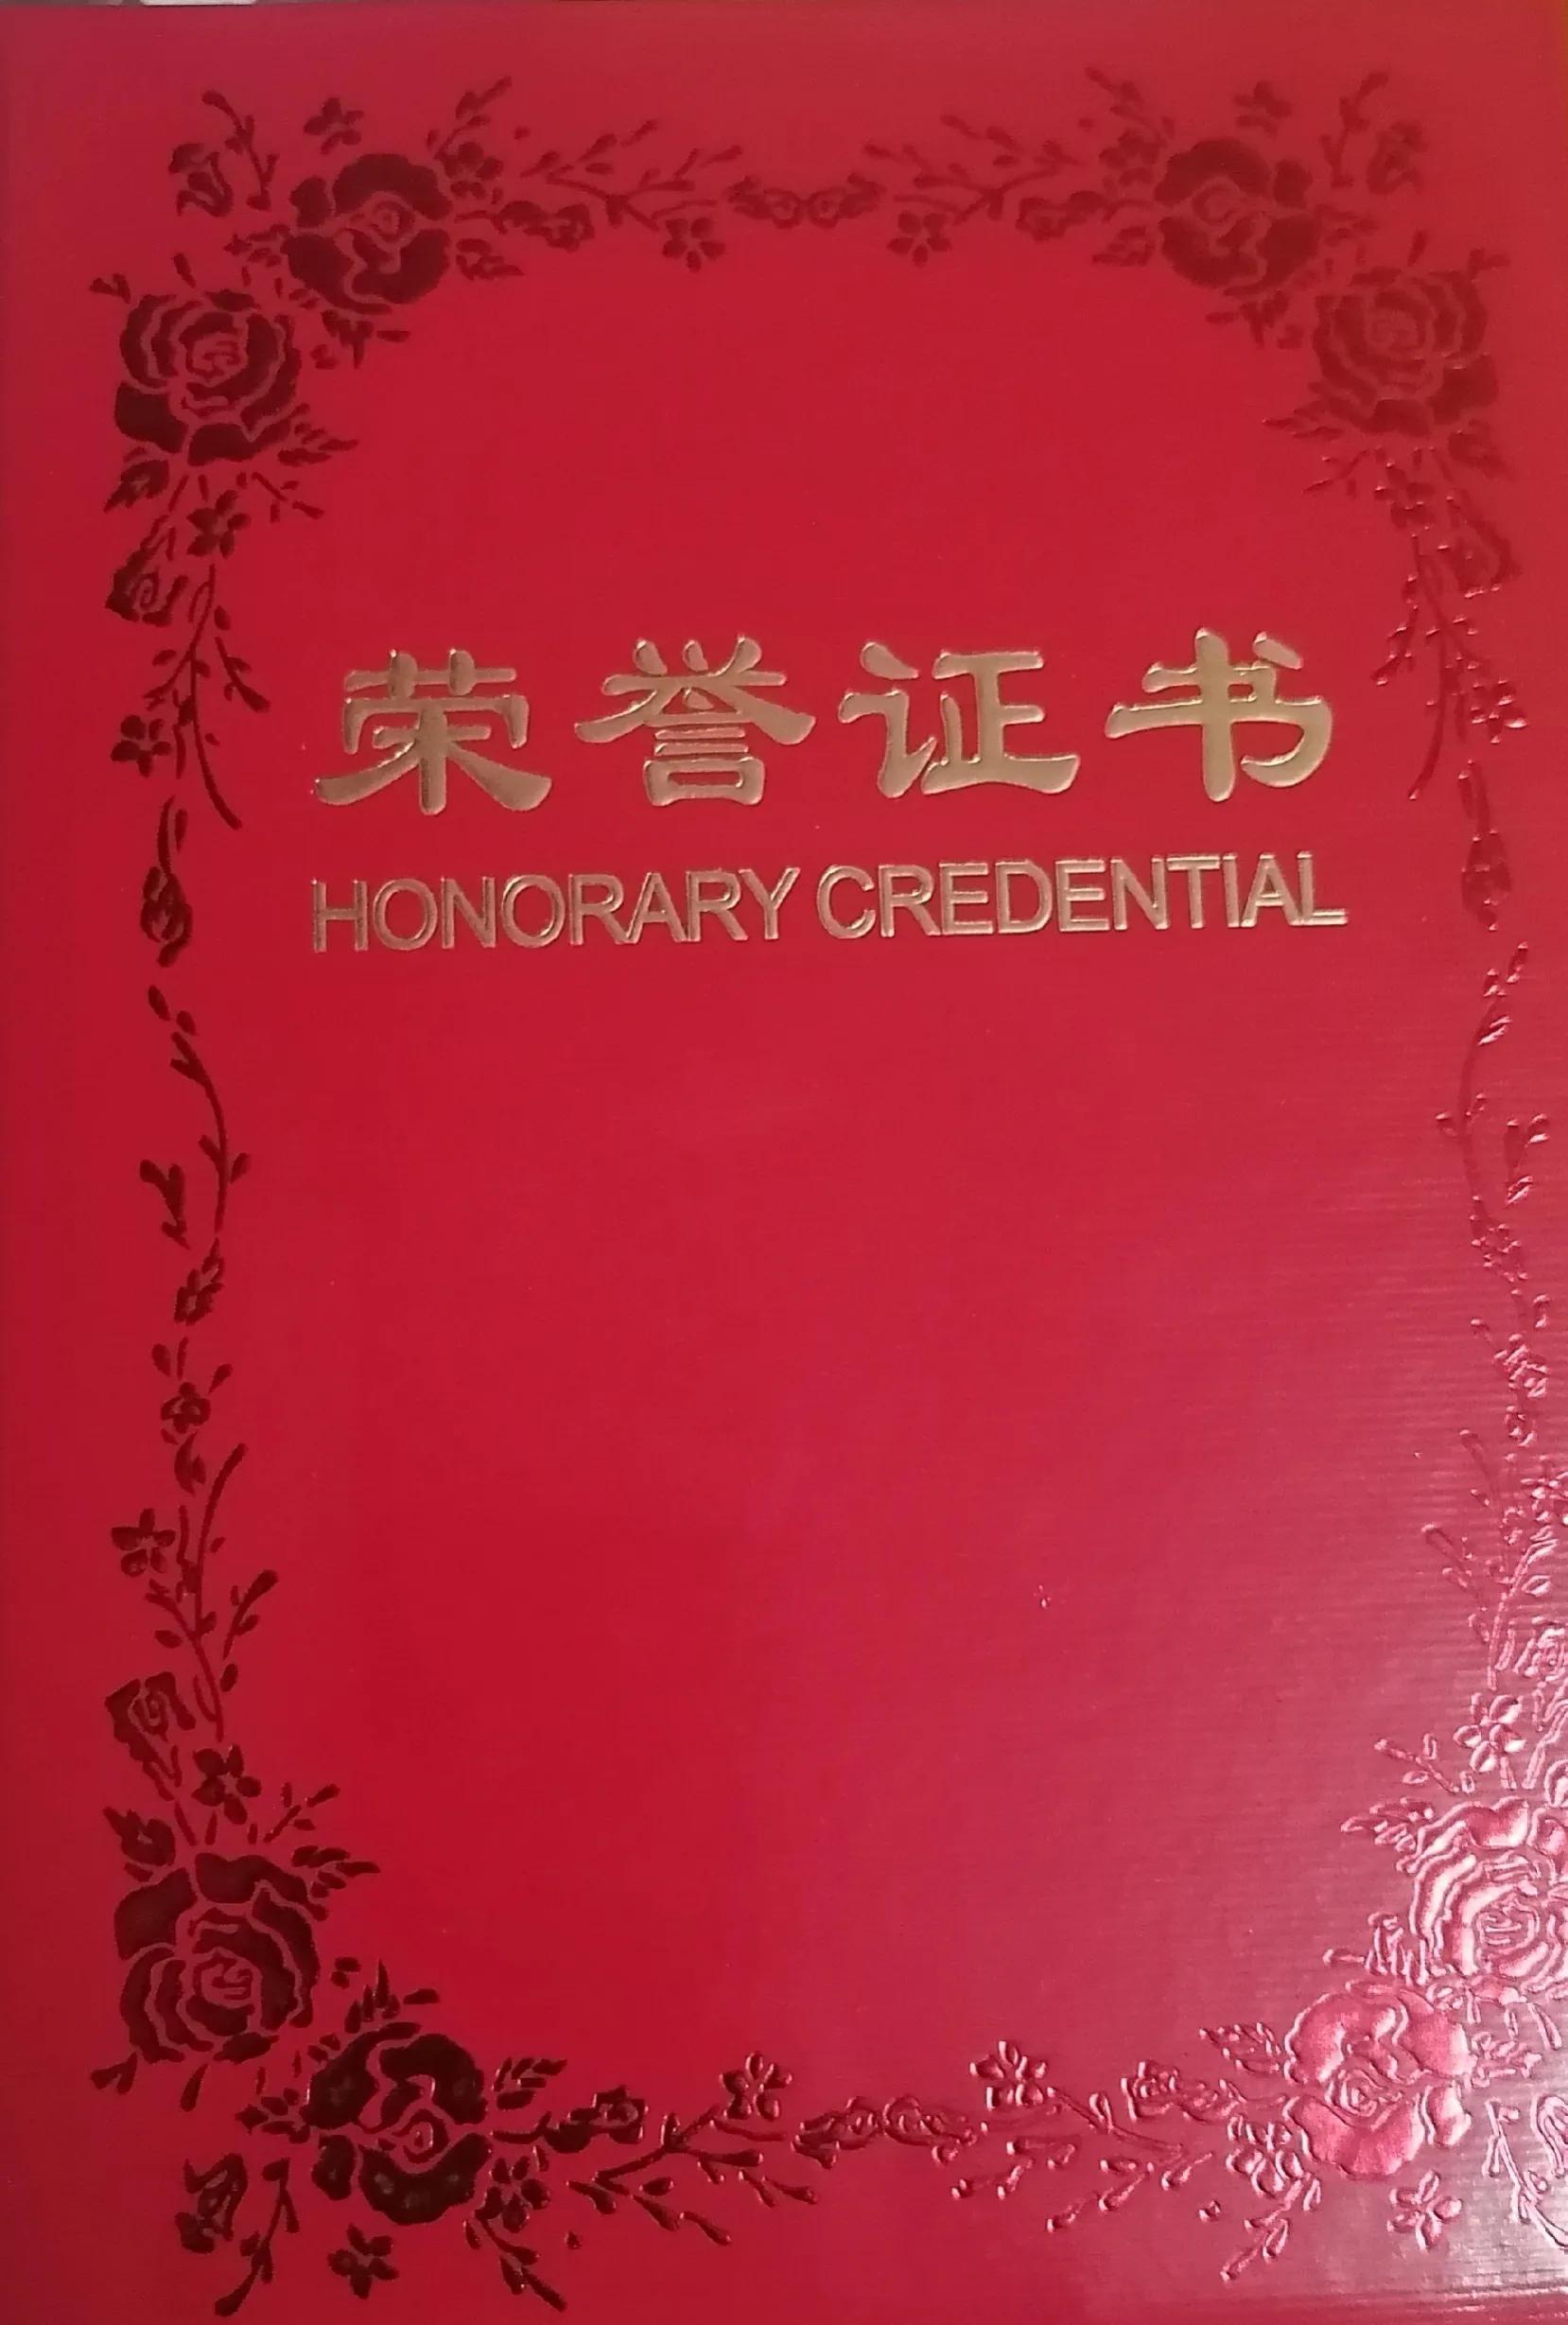 荣誉证书
HONORARY CREDENTIAL